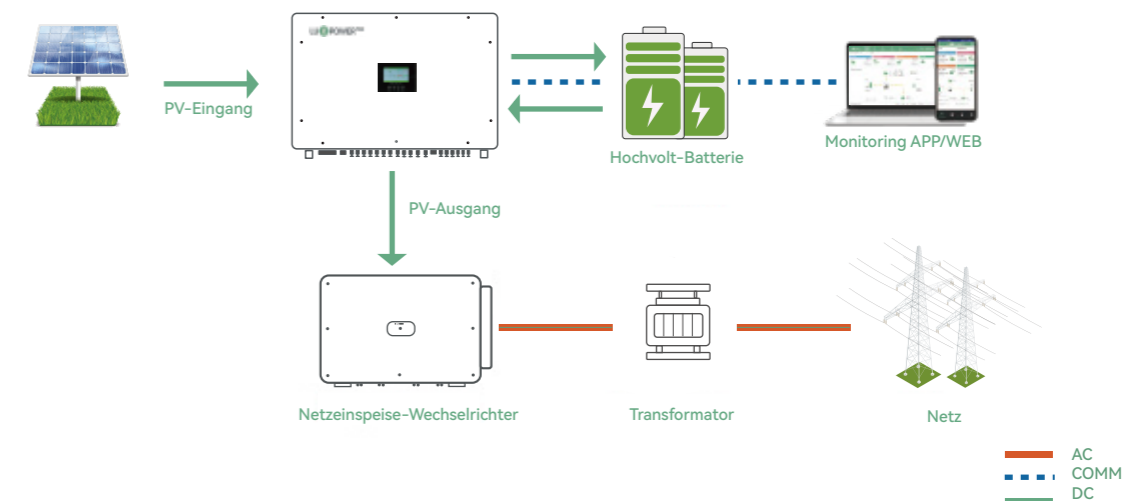 PV-Eingang
Hochvolt-Batterie
Monitoring APP/WEB
PV-Ausgang
Netzeinspeise-Wechselrichter
Transformator
Netz
AC
COMM
DC